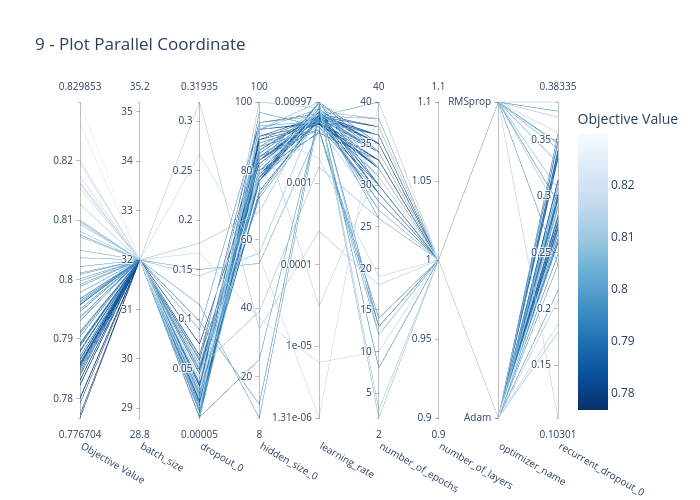 9 - Plot Parallel Coordinate
0.829853 35.2 0.31935 100 0.00997 40 1.1 0.38335
Objective Value
0.82
0.81
0.8
0.79
0.78
35
34
33
32
31
30
29
0.3
0.25
0.2
0.15
0.1
0.05
100
80
60
40
20
0.001
0.0001
1e-05
1.31e-06
40
35
30
25
20
15
10
5
1.1
1.05
1
0.95
0.9
RMSprop
Adam
0.35
0.3
0.25
0.2
0.15
0.82
0.81
0.8
0.79
0.78
0.776704 28.8 0.00005 8 2 0.9 0.10301
Objective Value
batch_size
dropout_0
hidden_size_0
learning_rate
number_of_epochs
number_of_layers
optimizer_name
recurrent_dropout_0